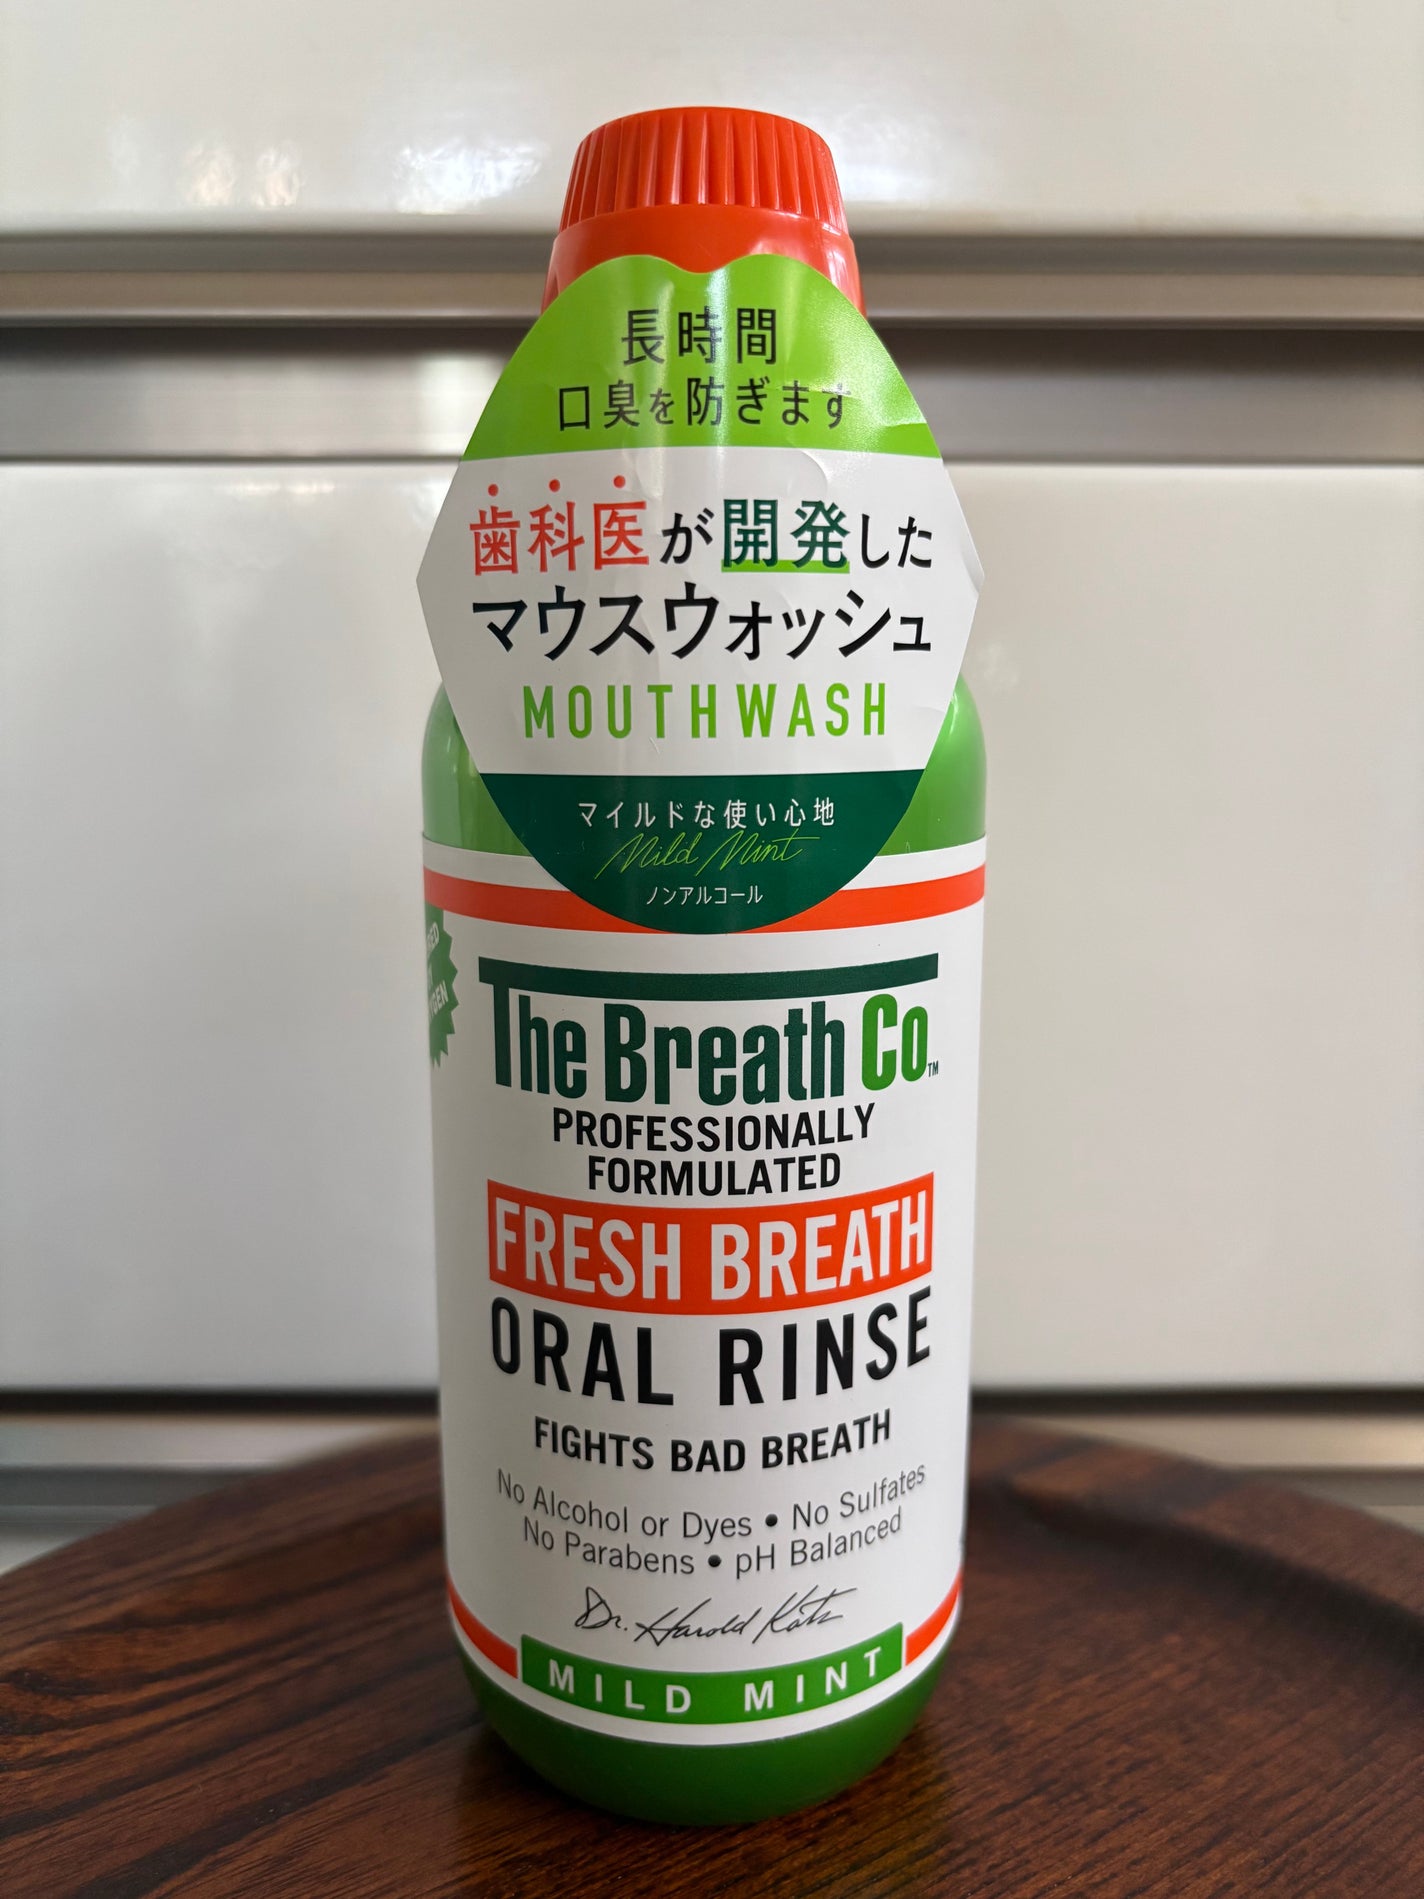 長時間
口臭を防ぎます
歯科医が開発した
マウスウォッシュ
MOUTHWASH
マイルドな使い心地
Mild Mint
ノンアルコール
The Breath Co.™
PROFESSIONALLY
FORMULATED
FRESH BREATH
ORAL RINSE
FIGHTS BAD BREATH
No Alcohol or Dyes • No Sulfates
No Parabens • pH Balanced
Dr. Harold Katz
MILD MINT